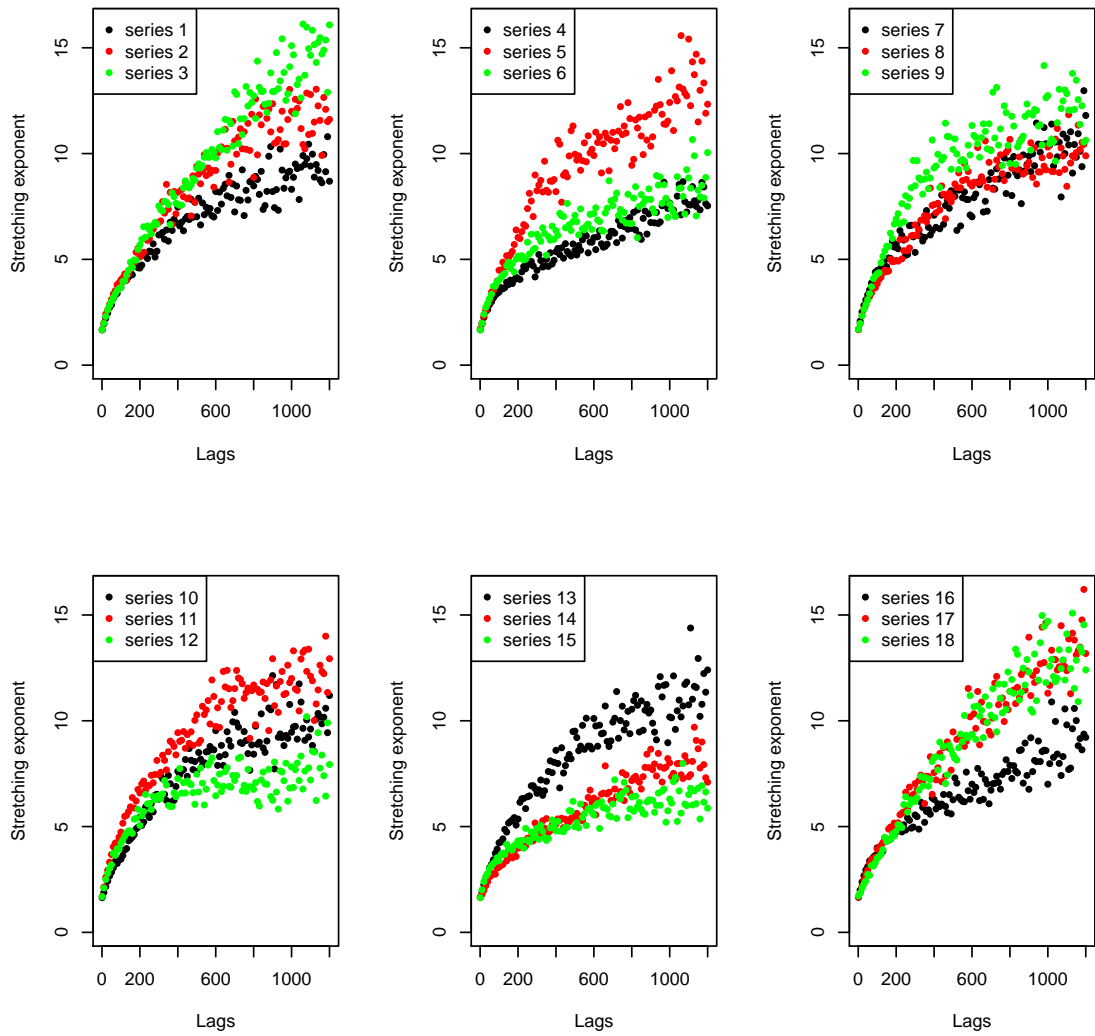 series 1
series 2
series 3
Stretching exponent
15
10
5
0
0 200 600 1000
Lags
series 4
series 5
series 6
Stretching exponent
15
10
5
0
0 200 600 1000
Lags
series 7
series 8
series 9
Stretching exponent
15
10
5
0
0 200 600 1000
Lags
series 10
series 11
series 12
Stretching exponent
15
10
5
0
0 200 600 1000
Lags
series 13
series 14
series 15
Stretching exponent
15
10
5
0
0 200 600 1000
Lags
series 16
series 17
series 18
Stretching exponent
15
10
5
0
0 200 600 1000
Lags